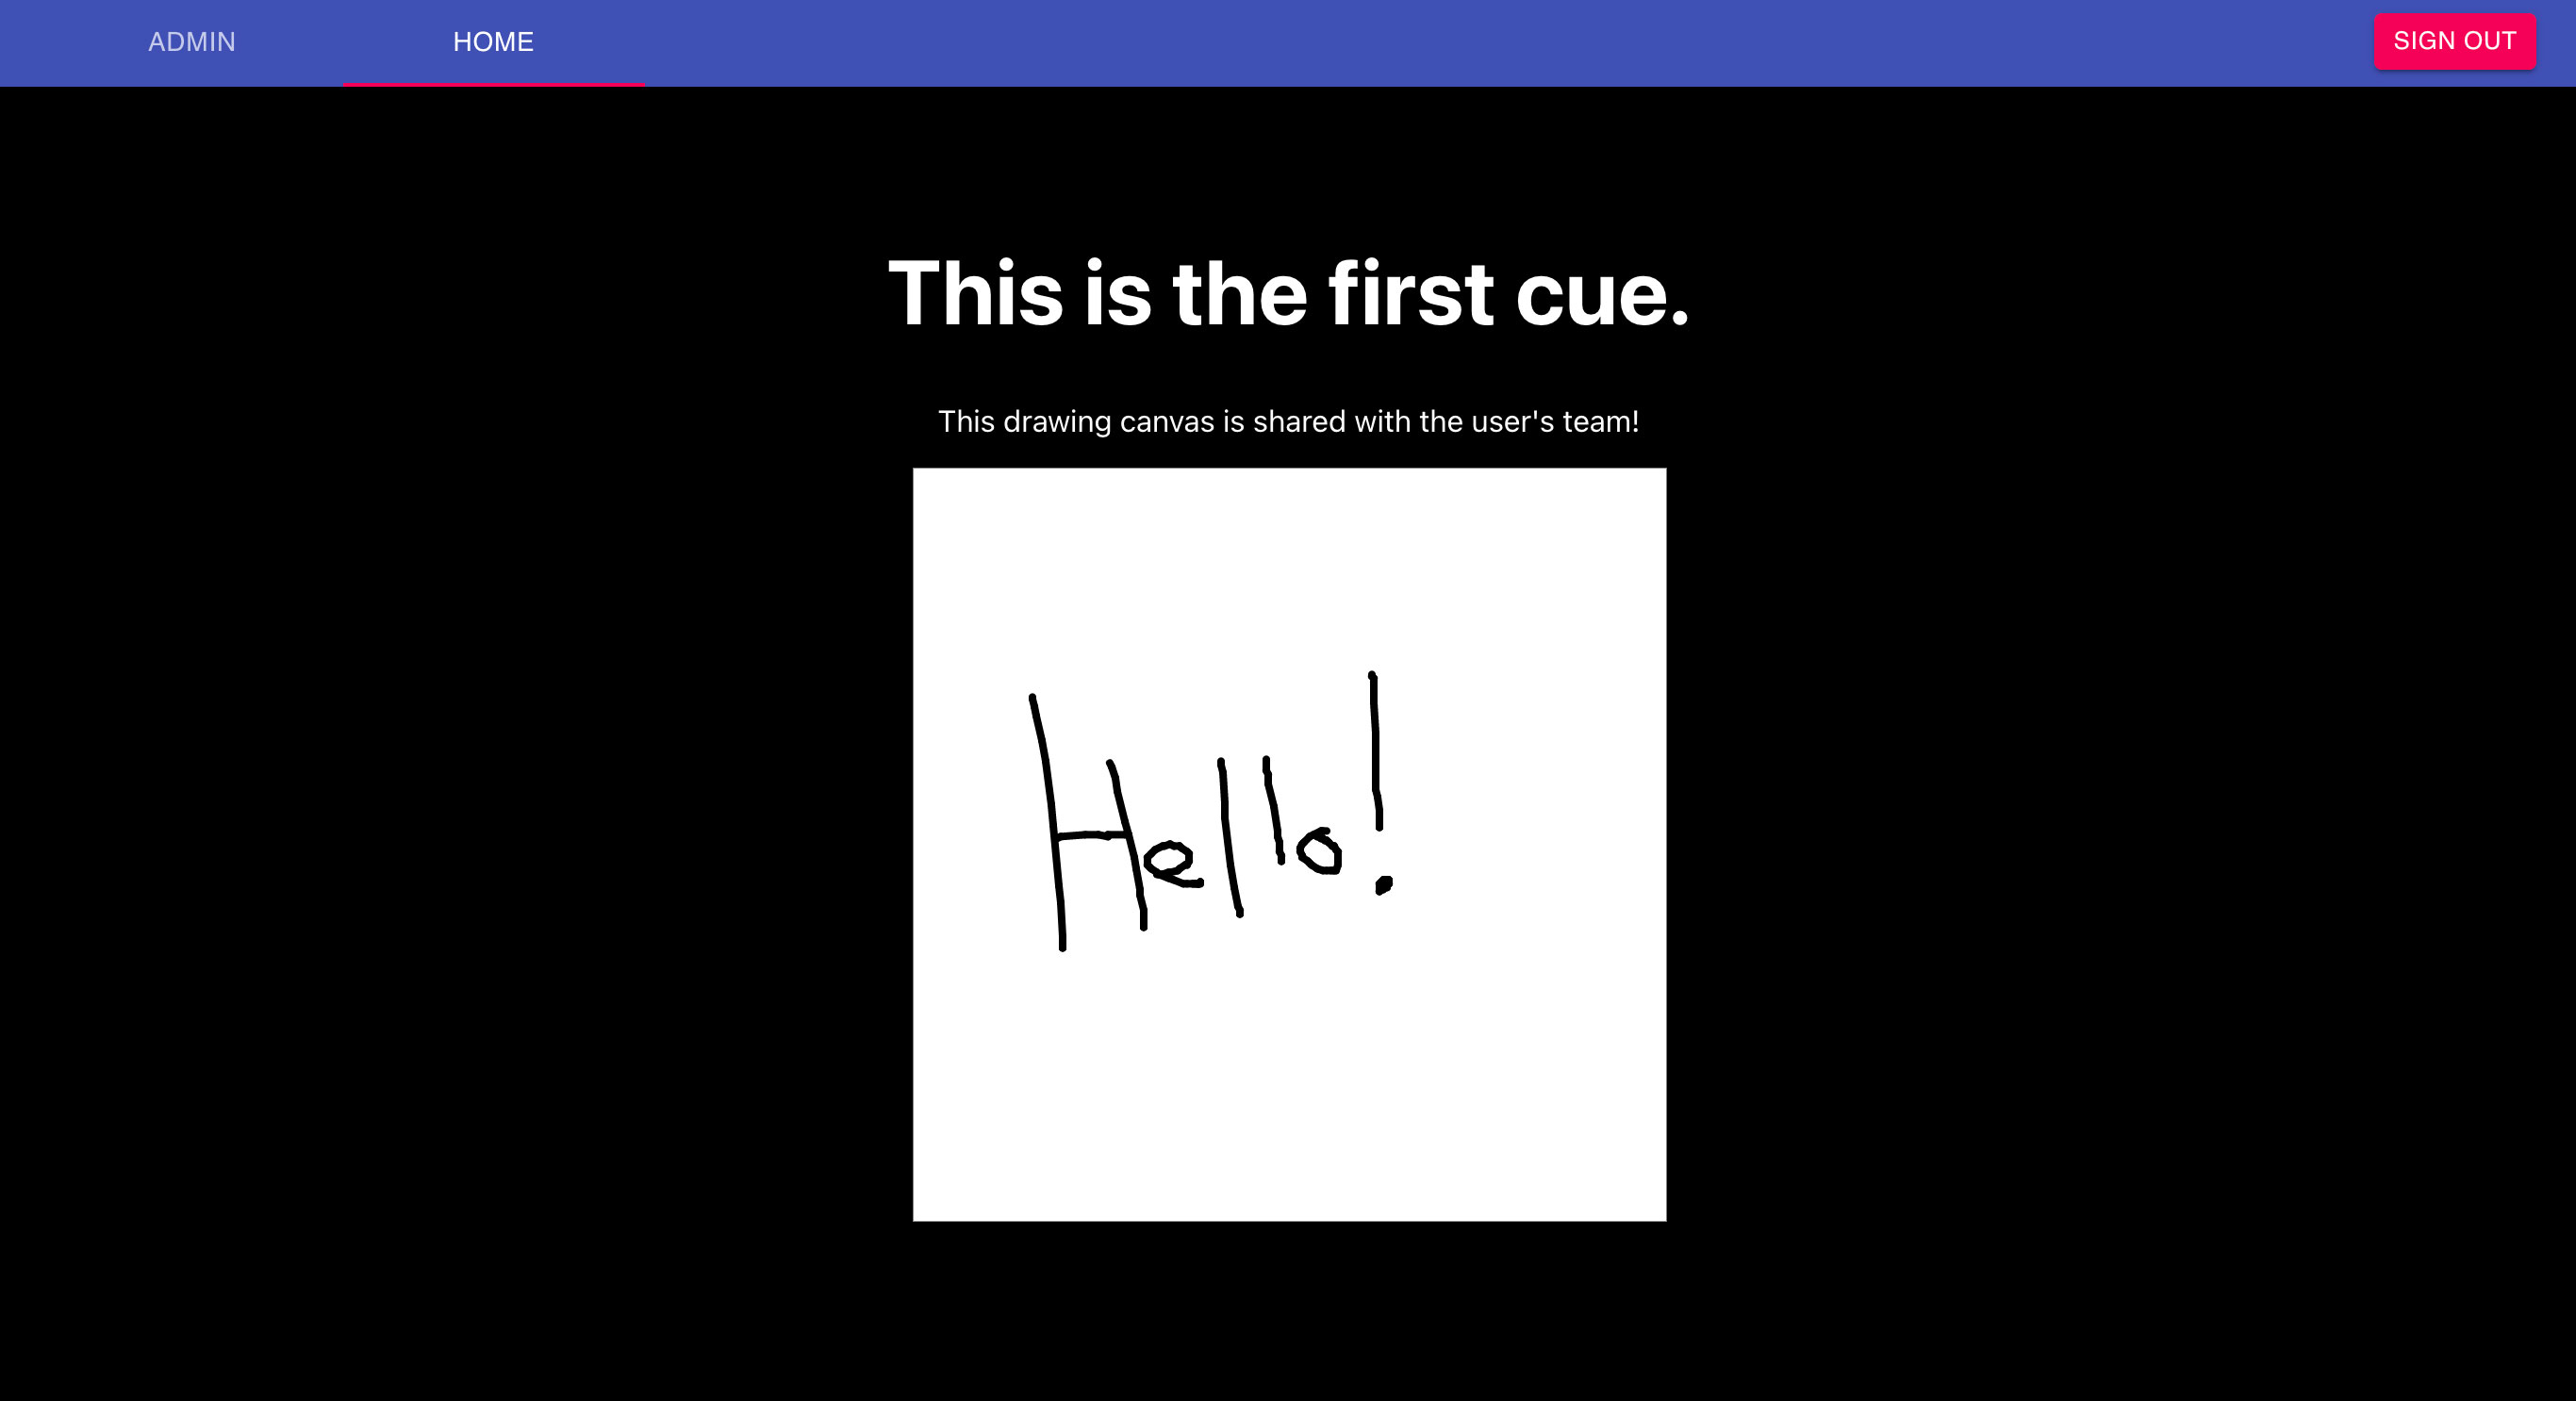 ADMIN HOME SIGN OUT
This is the first cue.
This drawing canvas is shared with the user's team!
Hello!